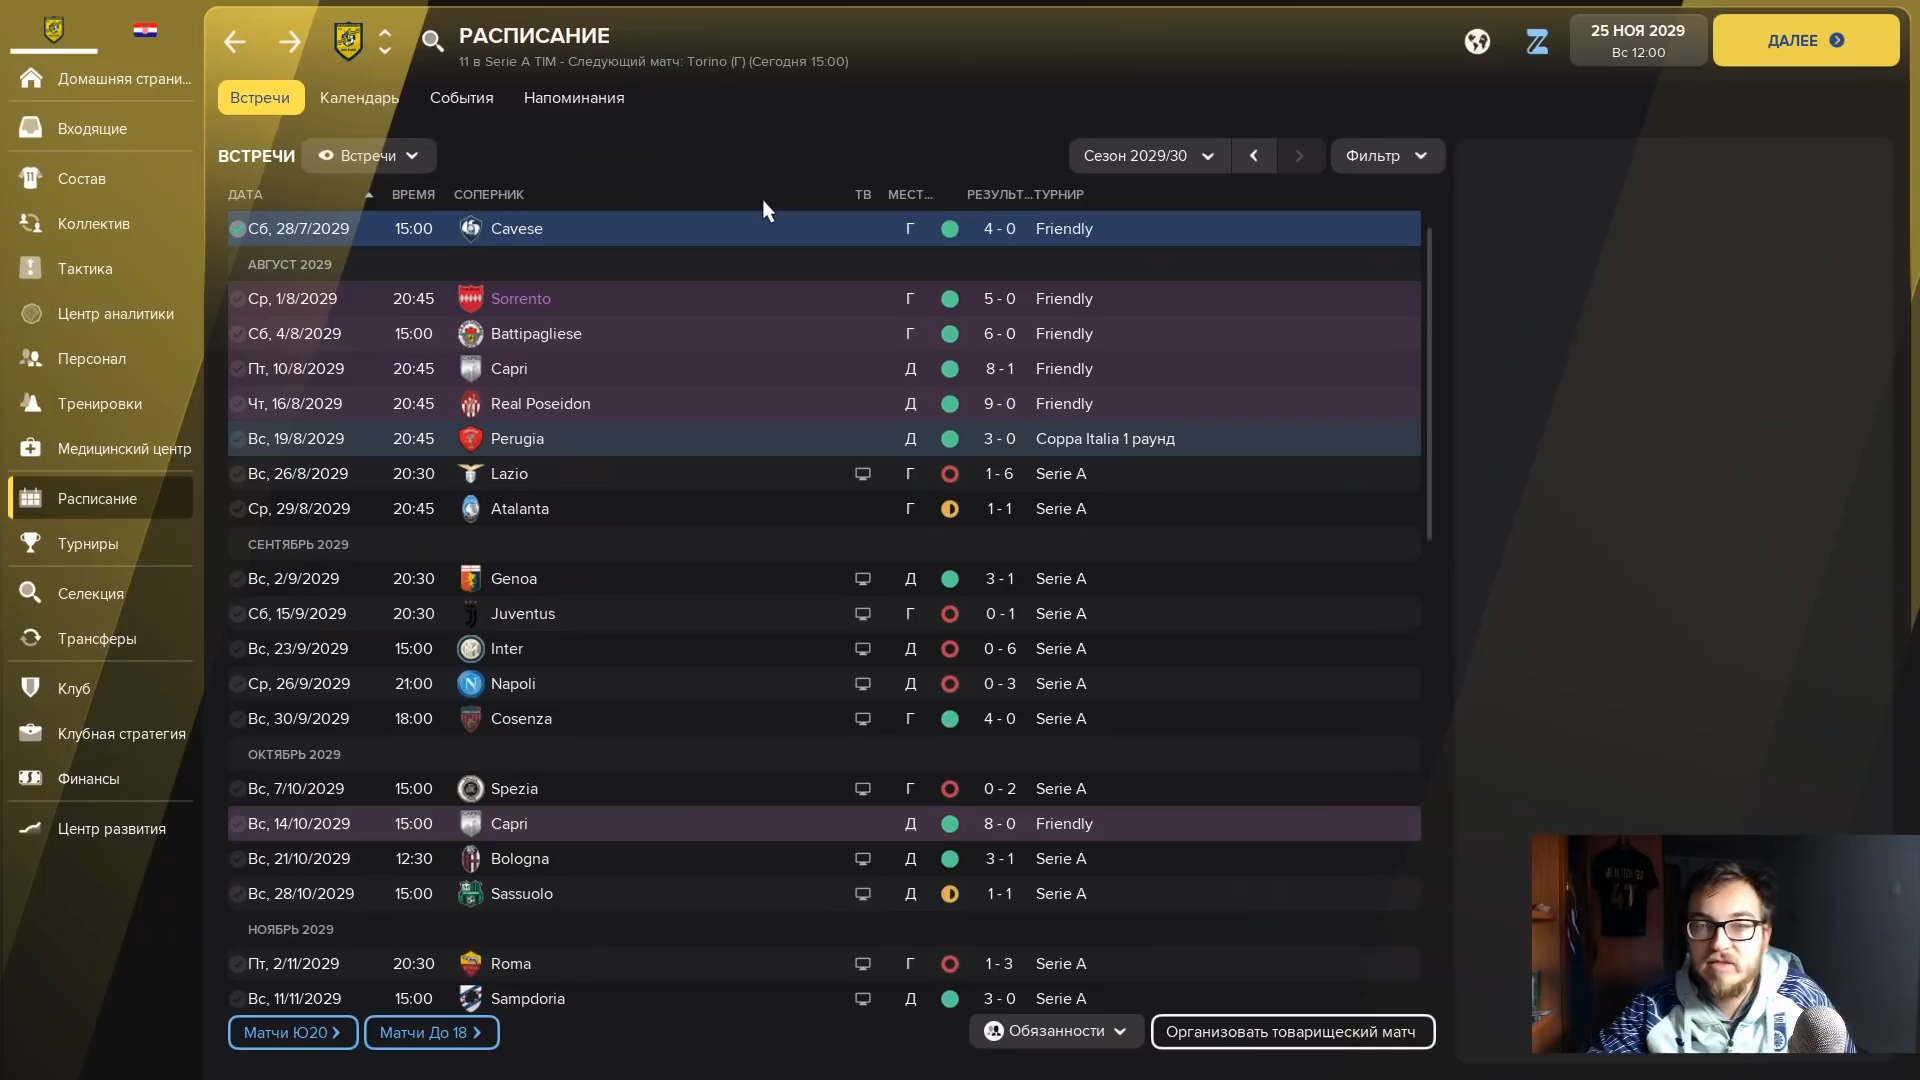 РАСПИСАНИЕ
11 в Serie A TIM - Следующий матч: Torino (Г) (Сегодня 15:00)
25 НОЯ 2029
Вс 12:00
ДАЛЕЕ
Домашняя страни...
Входящие
Состав
Коллектив
Тактика
Центр аналитики
Персонал
Тренировки
Медицинский центр
Расписание
Турниры
Селекция
Трансферы
Клуб
Клубная стратегия
Финансы
Центр развития
Встречи Календарь События Напоминания
ВСТРЕЧИ Встречи Сезон 2029/30 Фильтр
ДАТА ВРЕМЯ СОПЕРНИК ТВ МЕСТ... РЕЗУЛЬТ... ТУРНИР
Сб, 28/7/2029 15:00 Cavese Г 4 - 0 Friendly
АВГУСТ 2029
Ср, 1/8/2029 20:45 Sorrento Г 5 - 0 Friendly
Сб, 4/8/2029 15:00 Battipagliese Г 6 - 0 Friendly
Пт, 10/8/2029 20:45 Capri Д 8 - 1 Friendly
Чт, 16/8/2029 20:45 Real Poseidon Д 9 - 0 Friendly
Вс, 19/8/2029 20:45 Perugia Д 3 - 0 Coppa Italia 1 раунд
Вс, 26/8/2029 20:30 Lazio Г 1 - 6 Serie A
Ср, 29/8/2029 20:45 Atalanta Г 1 - 1 Serie A
СЕНТЯБРЬ 2029
Вс, 2/9/2029 20:30 Genoa Д 3 - 1 Serie A
Сб, 15/9/2029 20:30 Juventus Г 0 - 1 Serie A
Вс, 23/9/2029 15:00 Inter Д 0 - 6 Serie A
Ср, 26/9/2029 21:00 Napoli Д 0 - 3 Serie A
Вс, 30/9/2029 18:00 Cosenza Г 4 - 0 Serie A
ОКТЯБРЬ 2029
Вс, 7/10/2029 15:00 Spezia Г 0 - 2 Serie A
Вс, 14/10/2029 15:00 Capri Д 8 - 0 Friendly
Вс, 21/10/2029 12:30 Bologna Д 3 - 1 Serie A
Вс, 28/10/2029 15:00 Sassuolo Д 1 - 1 Serie A
НОЯБРЬ 2029
Пт, 2/11/2029 20:30 Roma Г 1 - 3 Serie A
Вс, 11/11/2029 15:00 Sampdoria Д 3 - 0 Serie A
Матчи Ю20 Матчи До 18 Обязанности Организовать товарищеский матч